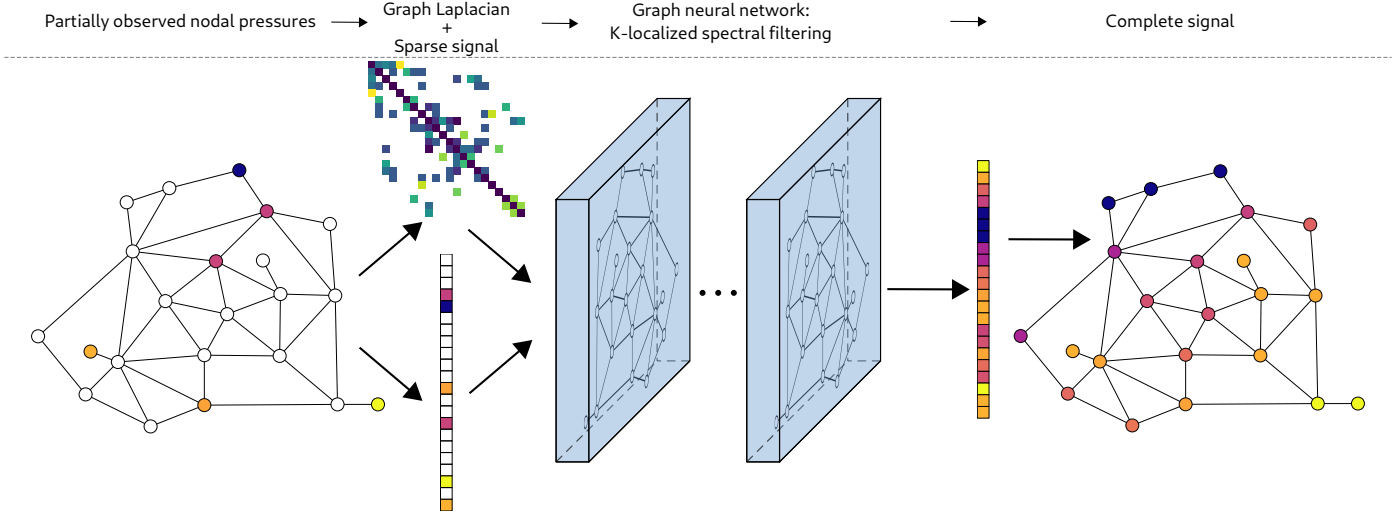 Partially observed nodal pressures
Graph Laplacian
+
Sparse signal
Graph neural network:
K-localized spectral filtering
Complete signal